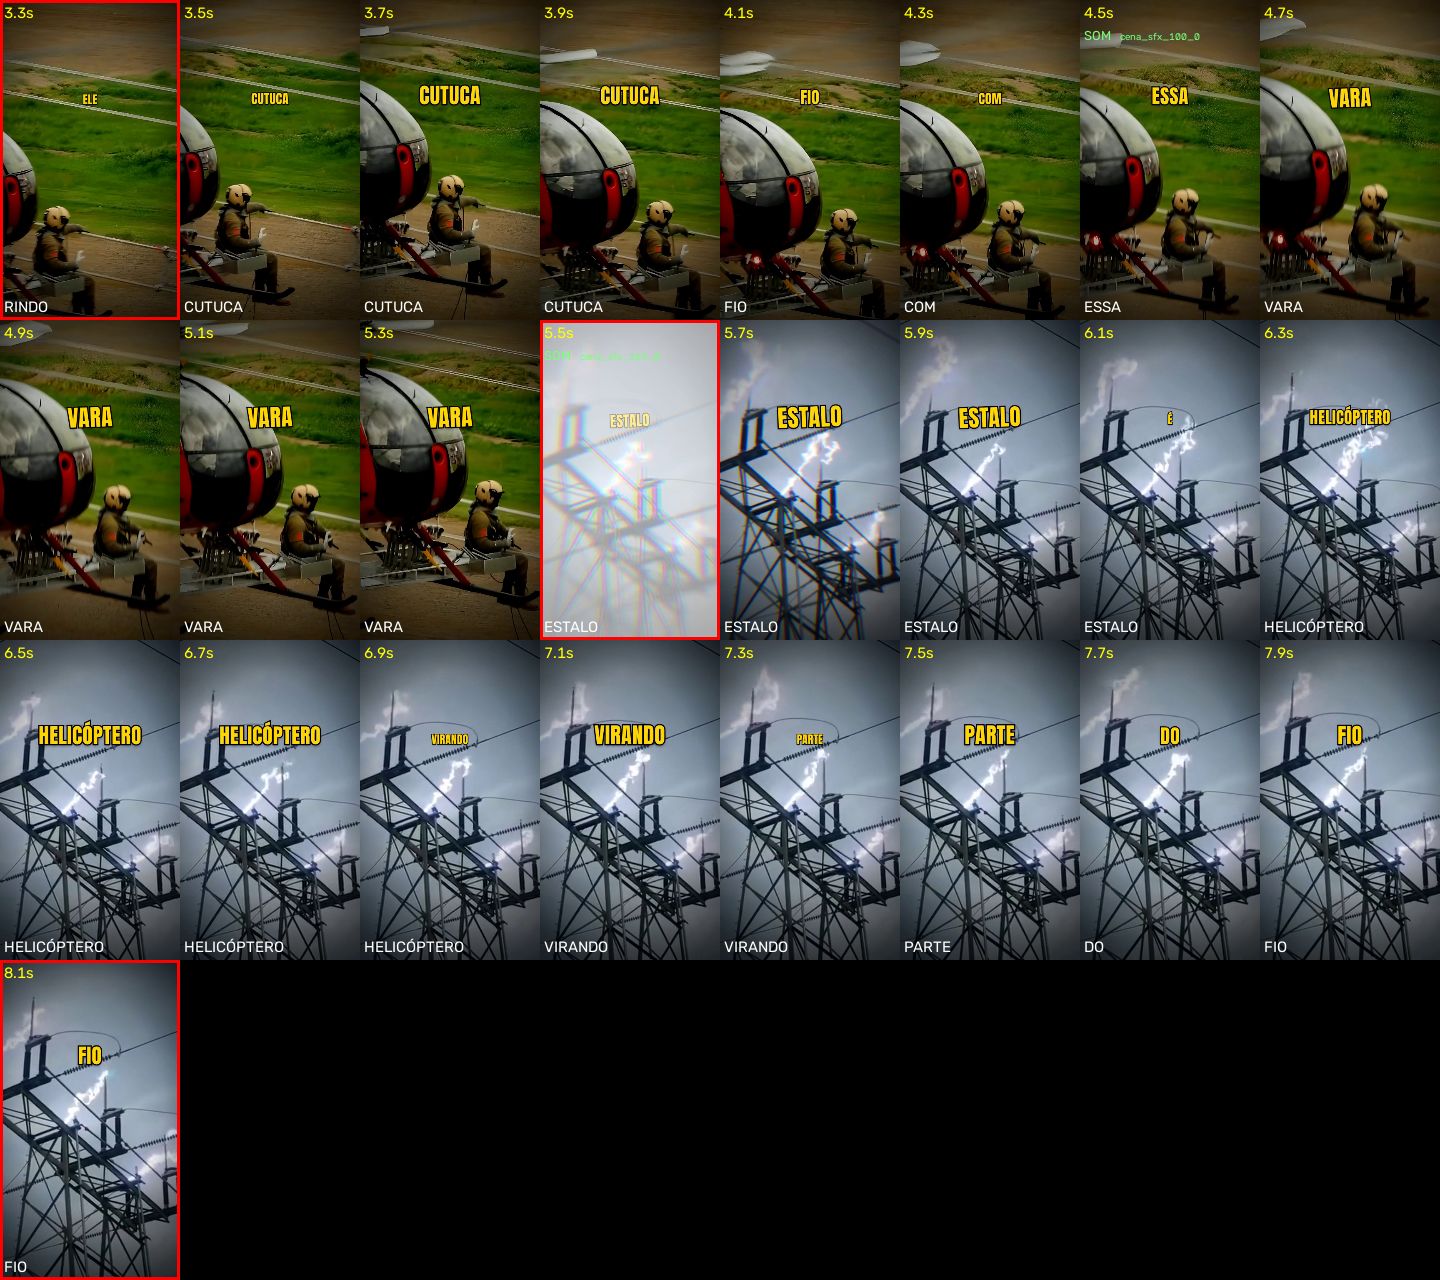 3.3s
ELE
RINDO
3.5s
CUTUCA
CUTUCA
3.7s
CUTUCA
CUTUCA
3.9s
CUTUCA
CUTUCA
4.1s
FIO
FIO
4.3s
COM
COM
4.5s
SOM cena_sfx_100_0
ESSA
ESSA
4.7s
VARA
VARA
4.9s
VARA
VARA
5.1s
VARA
VARA
5.3s
VARA
VARA
5.5s
SOM
ESTALO
ESTALO
5.7s
ESTALO
ESTALO
5.9s
ESTALO
ESTALO
6.1s
E
ESTALO
6.3s
HELICÓPTERO
HELICÓPTERO
6.5s
HELICÓPTERO
HELICÓPTERO
6.7s
HELICÓPTERO
HELICÓPTERO
6.9s
VIRANDO
HELICÓPTERO
7.1s
VIRANDO
VIRANDO
7.3s
PARTE
VIRANDO
7.5s
PARTE
PARTE
7.7s
DO
DO
7.9s
FIO
FIO
8.1s
FIO
FIO